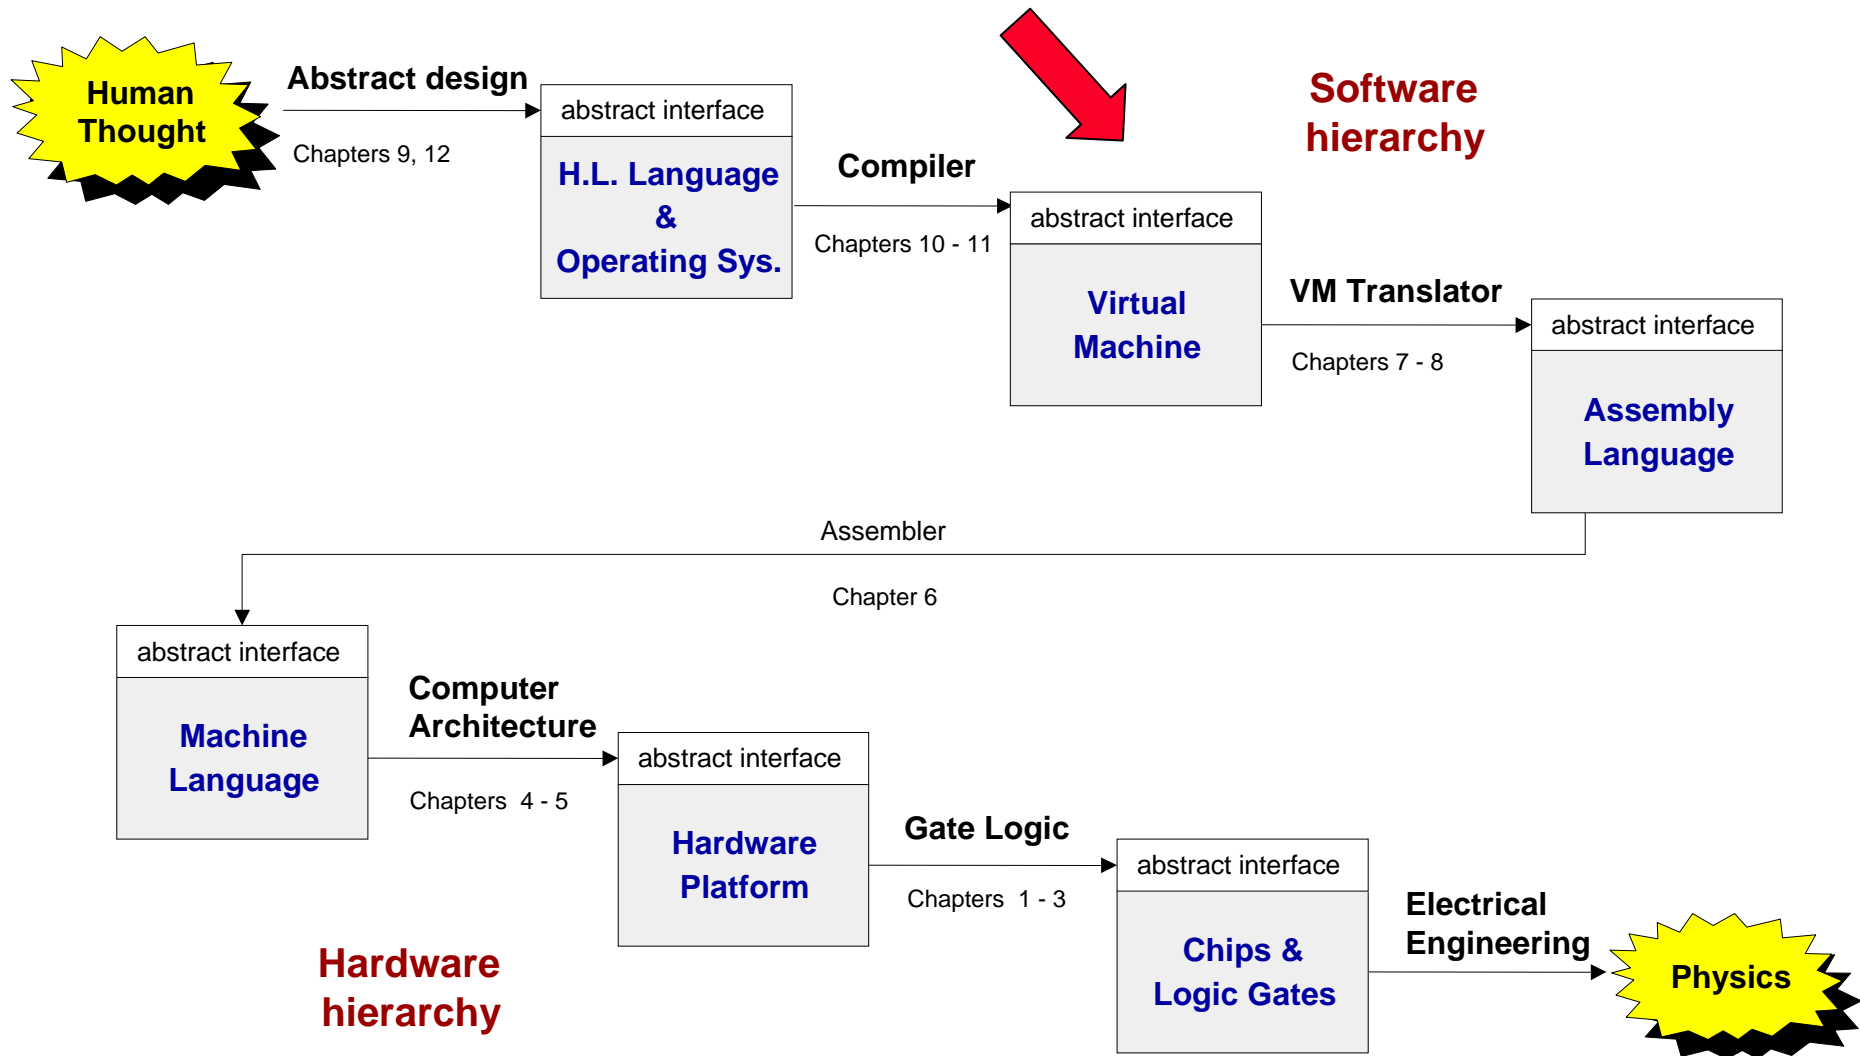 Human
Thought
Abstract design
Chapters 9, 12
abstract interface
H.L. Language
&
Operating Sys.
Compiler
Chapters 10 - 11
Software
hierarchy
abstract interface
Virtual
Machine
VM Translator
Chapters 7 - 8
abstract interface
Assembly
Language
Assembler
Chapter 6
abstract interface
Machine
Language
Computer
Architecture
Chapters 4 - 5
abstract interface
Hardware
Platform
Gate Logic
Chapters 1 - 3
abstract interface
Chips &
Logic Gates
Electrical
Engineering
Physics
Hardware
hierarchy